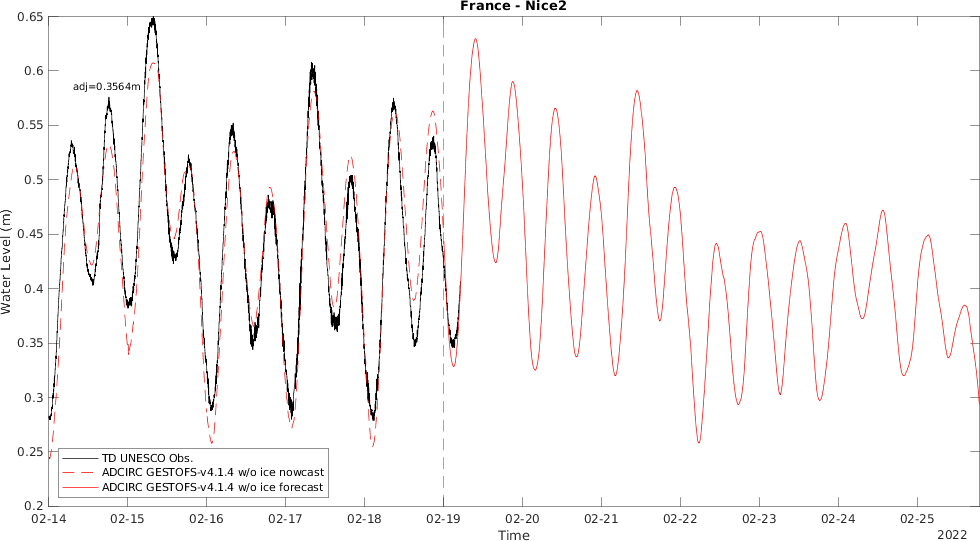 France - Nice2
0.65
0.6
0.55
0.5
0.45
0.4
0.35
0.3
0.25
0.2
Water Level (m)
adj=0.3564m
TD UNESCO Obs.
ADCIRC GESTOFS-v4.1.4 w/o ice nowcast
ADCIRC GESTOFS-v4.1.4 w/o ice forecast
02-14 02-15 02-16 02-17 02-18 02-19 02-20 02-21 02-22 02-23 02-24 02-25
Time
2022